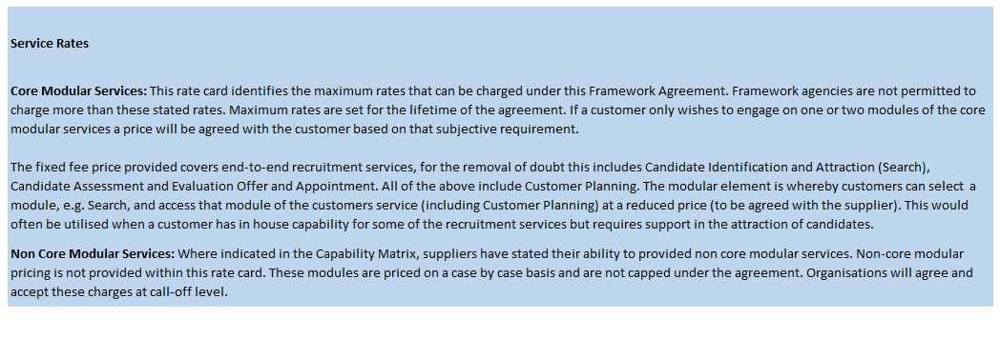 Service Rates
Core Modular Services: This rate card identifies the maximum rates that can be charged under this Framework Agreement. Framework agencies are not permitted to
charge more than these stated rates. Maximum rates are set for the lifetime of the agreement. If a customer only wishes to engage on one or two modules of the core
modular services a price will be agreed with the customer based on that subjective requirement.
The fixed fee price provided covers end-to-end recruitment services, for the removal of doubt this includes Candidate Identification and Attraction (Search),
Candidate Assessment and Evaluation Offer and Appointment. All of the above include Customer Planning. The modular element is whereby customers can select a
module, e.g. Search, and access that module of the customers service (including Customer Planning) at a reduced price (to be agreed with the supplier). This would
often be utilised when a customer has in house capability for some of the recruitment services but requires support in the attraction of candidates.
Non Core Modular Services: Where indicated in the Capability Matrix, suppliers have stated their ability to provided non core modular services. Non-core modular
pricing is not provided within this rate card. These modules are priced on a case by case basis and are not capped under the agreement. Organisations will agree and
accept these charges at call-off level.